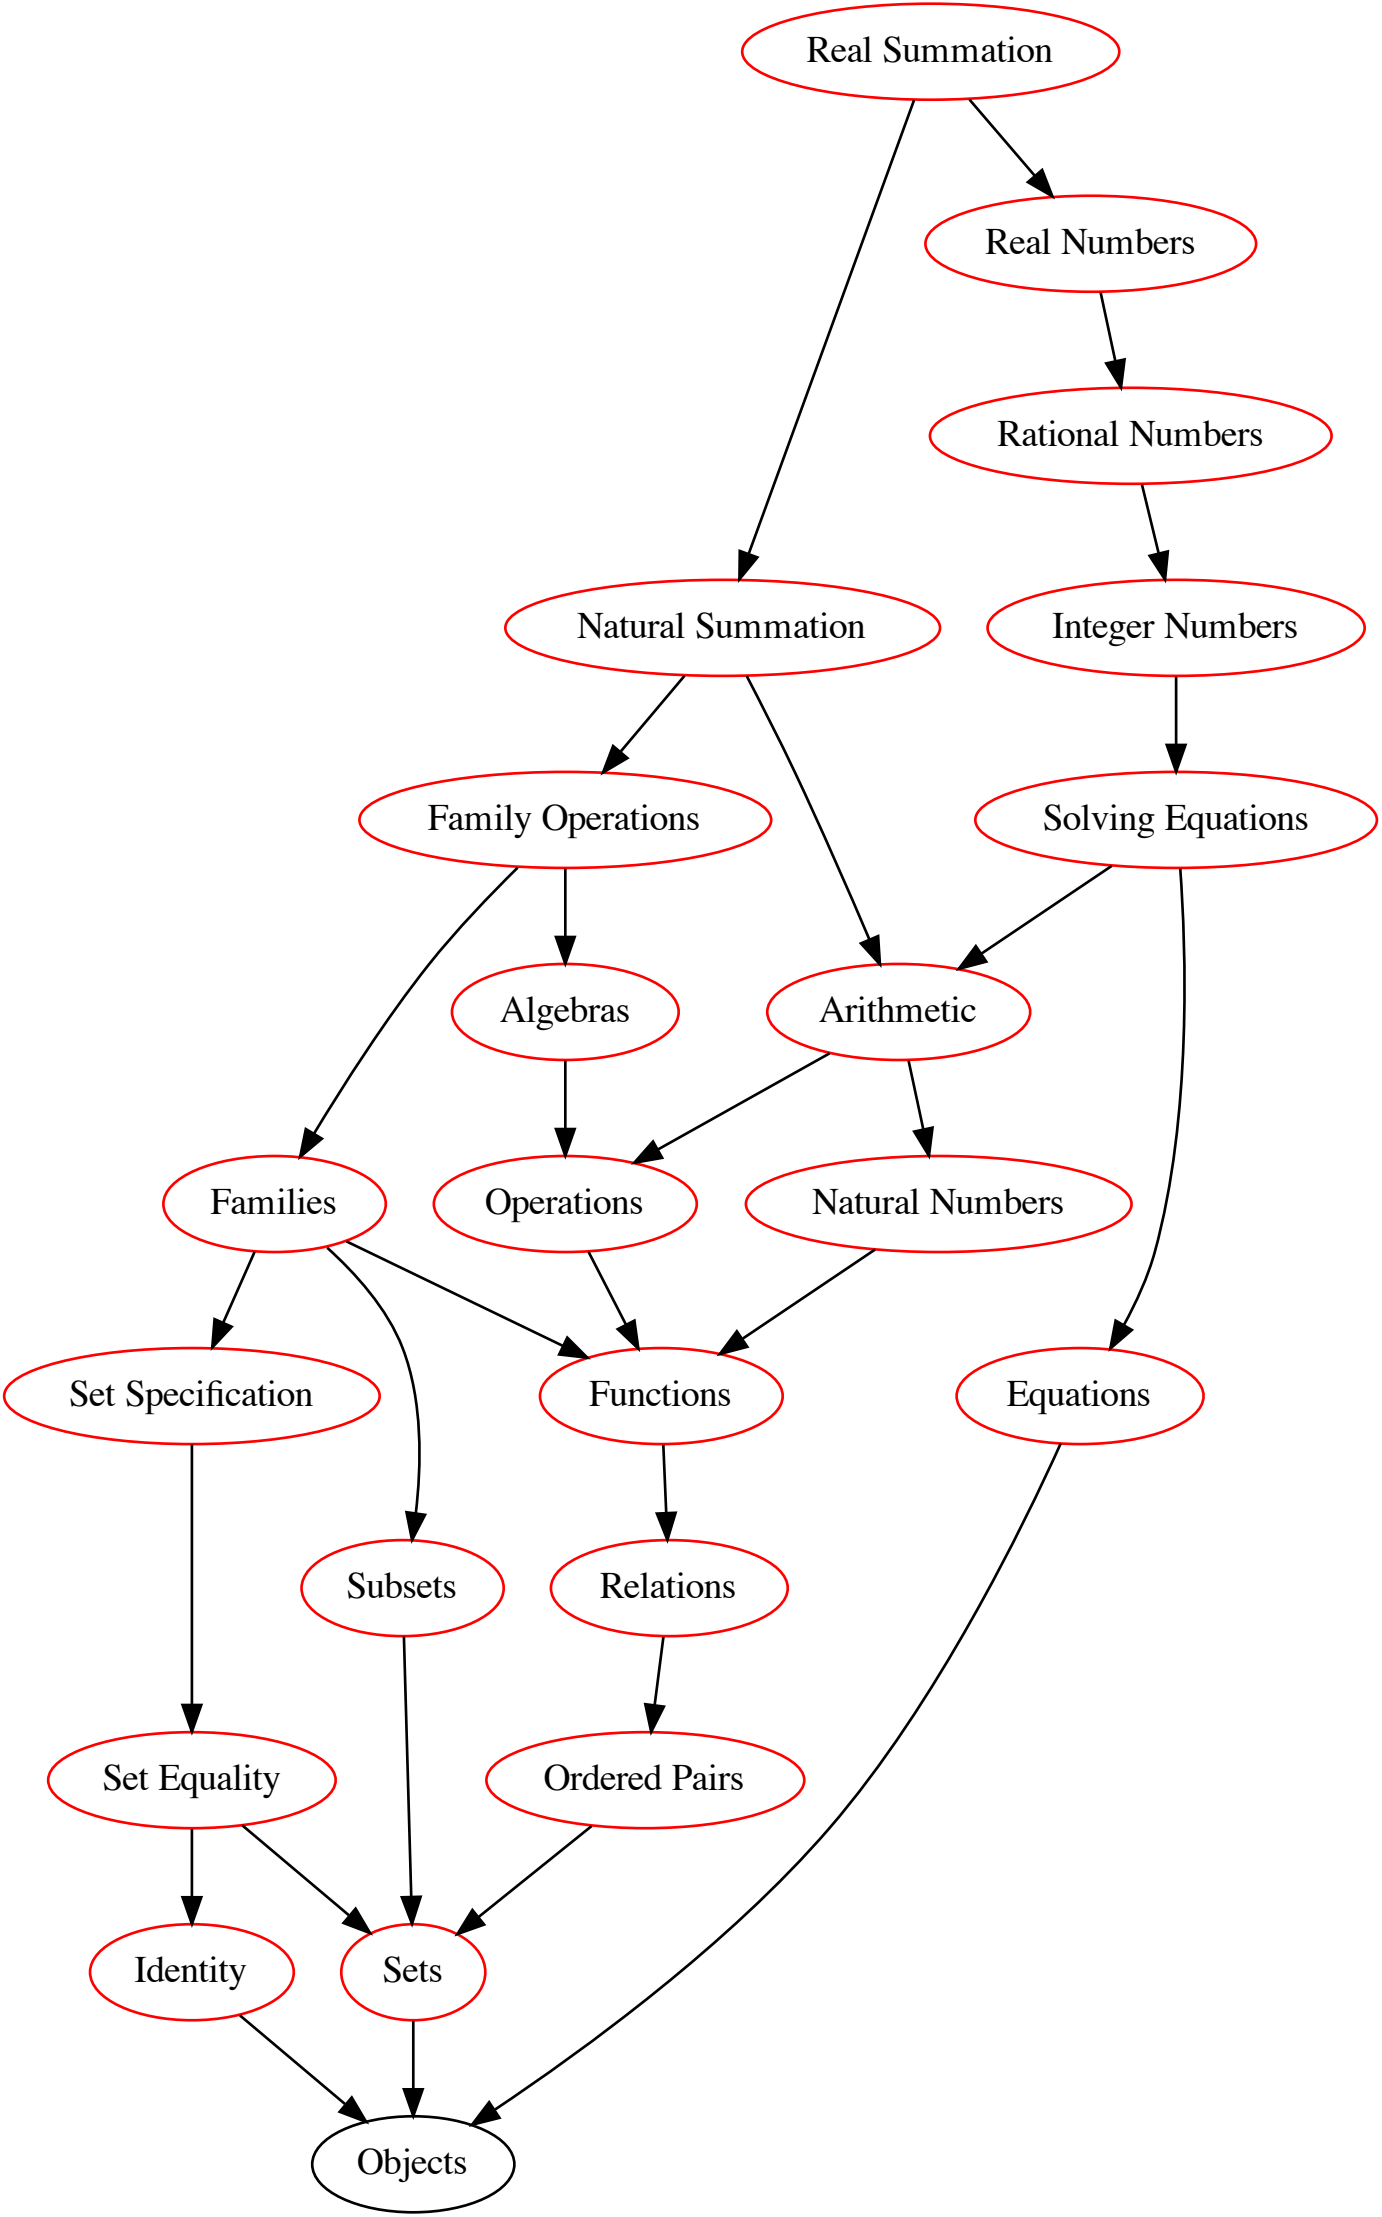 Real Summation
Real Numbers
Rational Numbers
Natural Summation
Integer Numbers
Family Operations
Solving Equations
Algebras
Arithmetic
Families
Operations
Natural Numbers
Set Specification
Functions
Equations
Subsets
Relations
Set Equality
Ordered Pairs
Identity
Sets
Objects